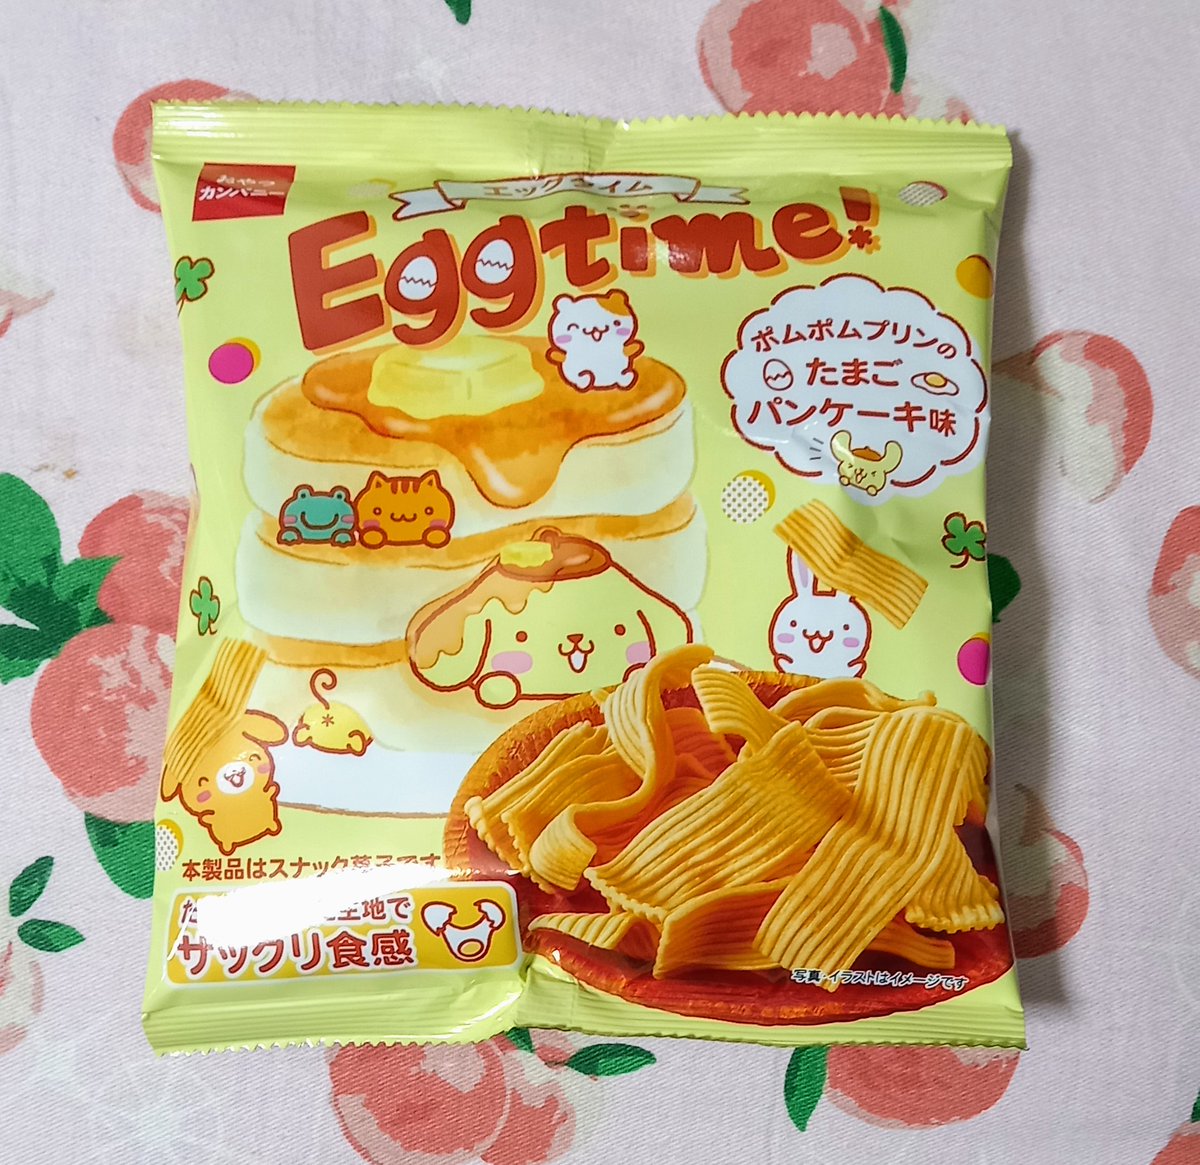 おやつ
カンパニー
エッグタイム
Eggtime!
ポムポムプリンの
たまご
パンケーキ味
本製品はスナック菓子です
生地で
サックリ食感
写真・イラストはイメージです